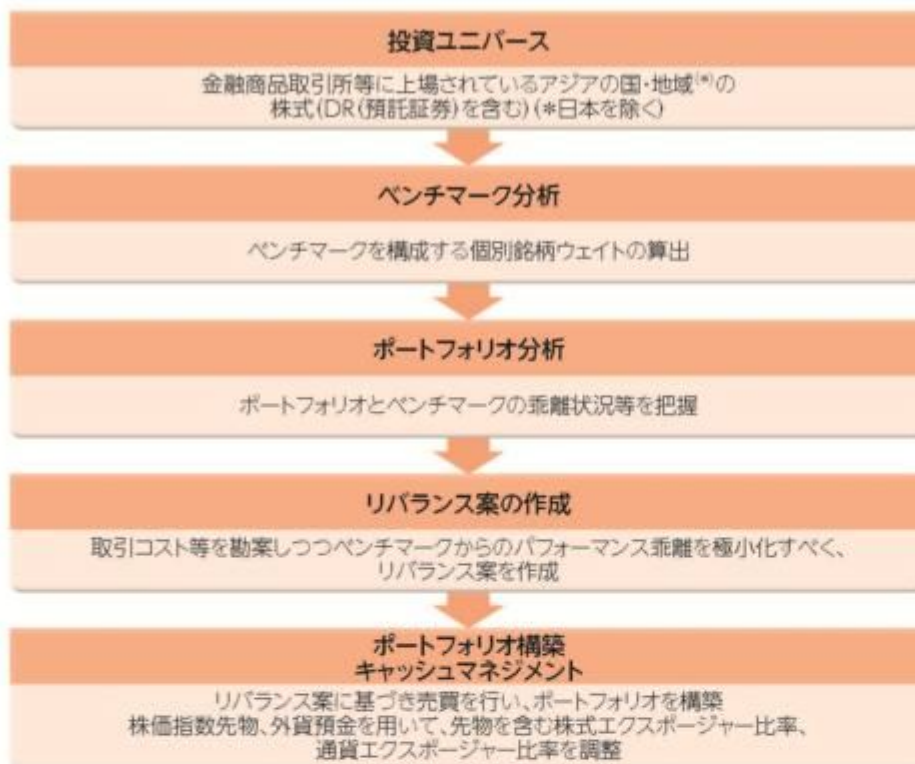 投資ユニバース
金融商品取引所等に上場されているアジアの国・地域(*)の
株式(DR(預託証券)を含む)(*日本を除く)
ベンチマーク分析
ベンチマークを構成する個別銘柄ウェイトの算出
ポートフォリオ分析
ポートフォリオとベンチマークの乖離状況等を把握
リバランス案の作成
取引コスト等を勘案しつつベンチマークからのパフォーマンス乖離を極小化すべく、
リバランス案を作成
ポートフォリオ構築
キャッシュマネジメント
リバランス案に基づき売買を行い、ポートフォリオを構築
株価指数先物、外貨預金を用いて、先物を含む株式エクスポージャー比率、
通貨エクスポージャー比率を調整